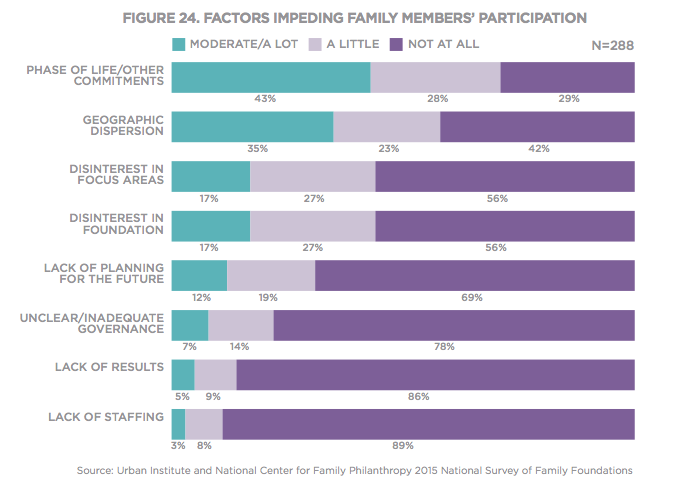 FIGURE 24. FACTORS IMPEDING FAMILY MEMBERS' PARTICIPATION
MODERATE/A LOT A LITTLE NOT AT ALL
N=288
PHASE OF LIFE/OTHER
COMMITMENTS
43% 28% 29%
GEOGRAPHIC
DISPERSION
35% 23% 42%
DISINTEREST IN
FOCUS AREAS
17% 27% 56%
DISINTEREST IN
FOUNDATION
17% 27% 56%
LACK OF PLANNING
FOR THE FUTURE
12% 19% 69%
UNCLEAR/INADEQUATE
GOVERNANCE
7% 14% 78%
LACK OF RESULTS
5% 9% 86%
LACK OF STAFFING
3% 8% 89%
Source: Urban Institute and National Center for Family Philanthropy 2015 National Survey of Family Foundations